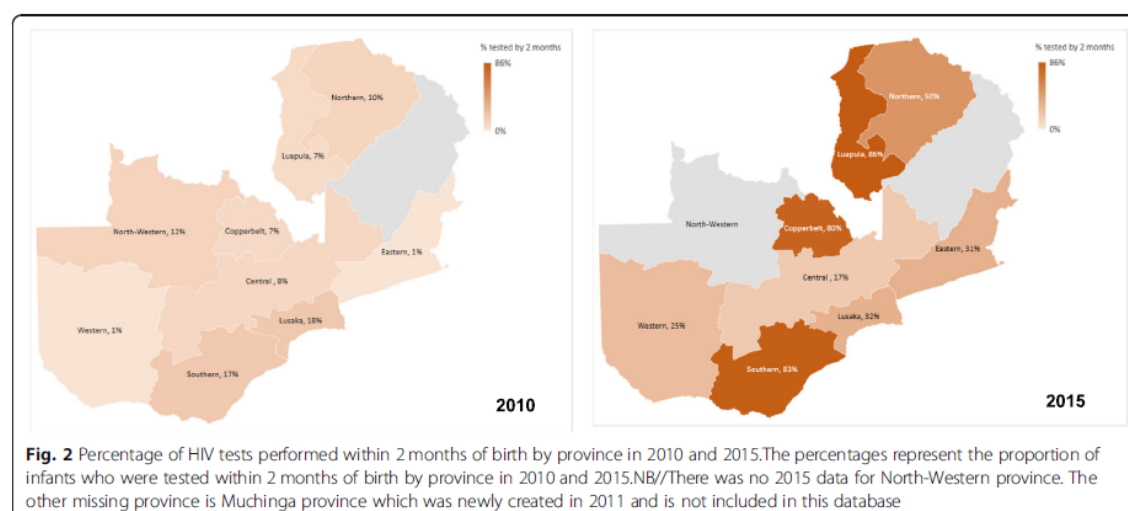 % tested by 2 months
86%
0%
Northern, 10%
Luapula, 7%
North-Western, 12%
Copperbelt, 7%
Eastern, 1%
Central , 8%
Western, 1%
Lusaka, 18%
Southern, 17%
2010
% tested by 2 months
86%
0%
Northern, 50%
Luapula, 86%
North-Western
Copperbelt, 80%
Eastern, 31%
Central , 17%
Western, 25%
Lusaka, 32%
Southern, 83%
2015
Fig. 2 Percentage of HIV tests performed within 2 months of birth by province in 2010 and 2015.The percentages represent the proportion of
infants who were tested within 2 months of birth by province in 2010 and 2015.NB//There was no 2015 data for North-Western province. The
other missing province is Muchinga province which was newly created in 2011 and is not included in this database